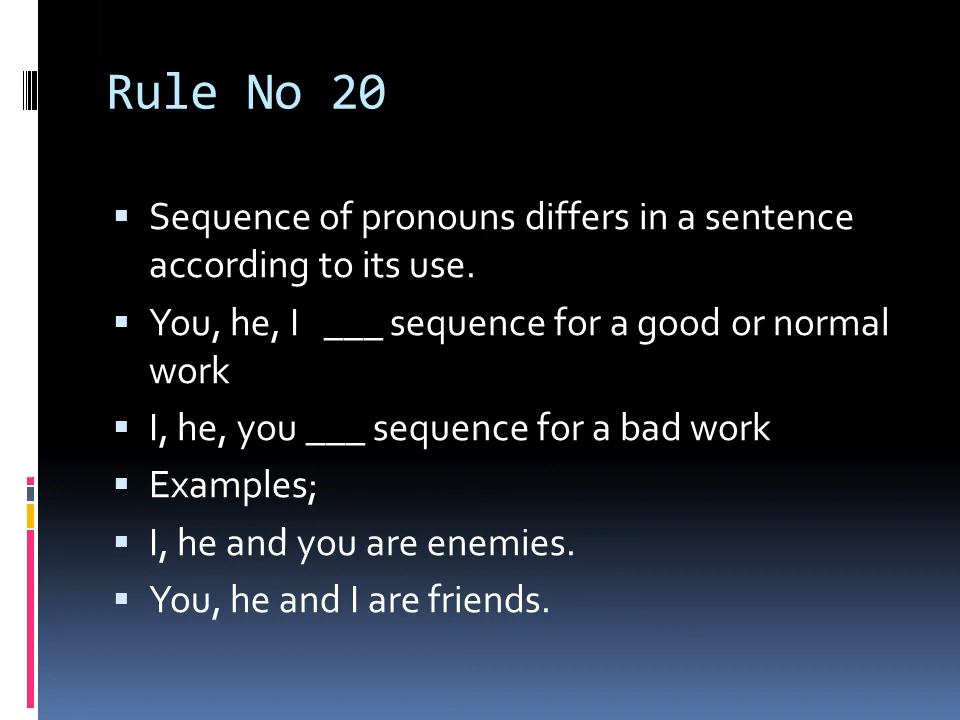 Rule No 20
▪ Sequence of pronouns differs in a sentence
according to its use.
▪ You, he, I ___ sequence for a good or normal
work
▪ I, he, you ___ sequence for a bad work
▪ Examples;
▪ I, he and you are enemies.
▪ You, he and I are friends.